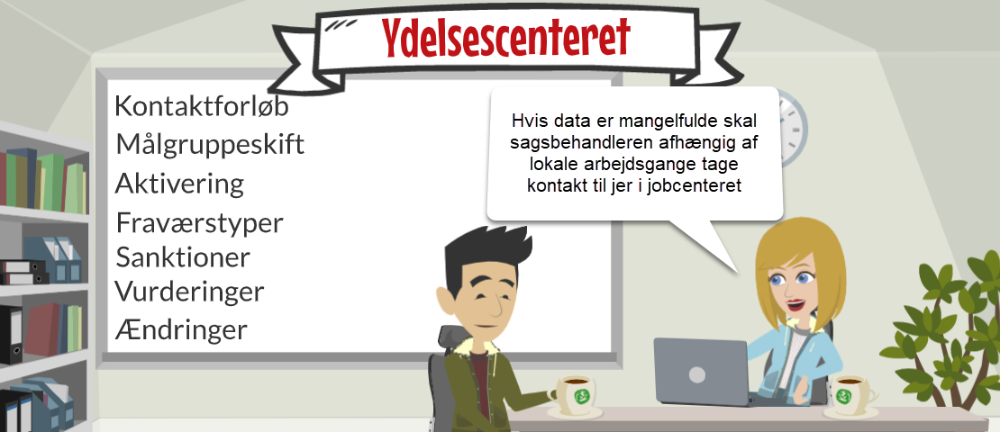 Ydelsescenteret
Kontaktforløb
Målgruppeskift
Aktivering
Fraværstyper
Sanktioner
Vurderinger
Ændringer
Hvis data er mangelfulde skal
sagsbehandleren afhængig af
lokale arbejdsgange tage
kontakt til jer i jobcenteret